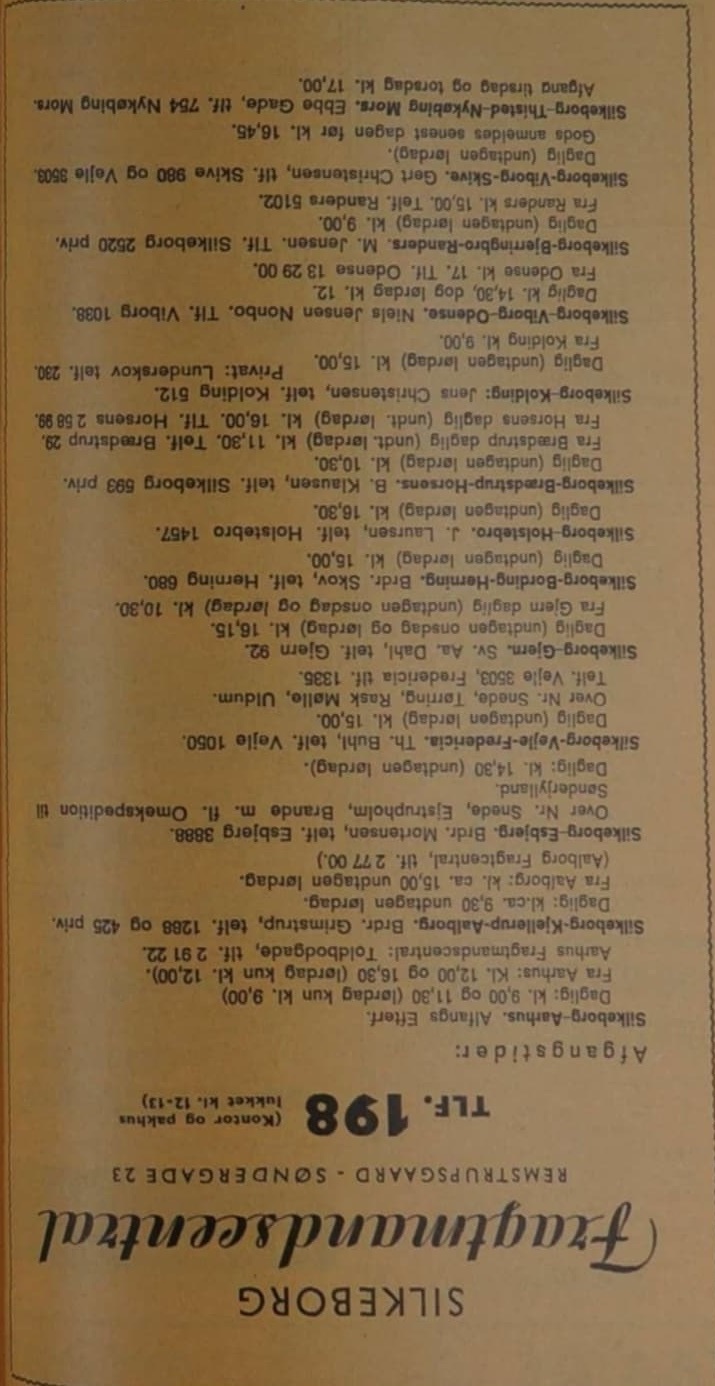 SILKEBORG
Fragtmandscentral
REMSTRUPSGAARD - SØNDERGADE 23
TLF. 198 (Kontor og pakhus
lukket kl. 12-13)
Afgangstider:
Silkeborg-Aarhus. Alfangs Efterf.
Daglig: kl. 9,00 og 11,30 (lørdag kun kl. 9,00)
Fra Aarhus: Kl. 12,00 og 16,30 (lørdag kun kl. 12,00).
Aarhus Fragtmandscentral: Toldbodgade, tlf. 2 91 22.
Silkeborg-Kjellerup-Aalborg. Brdr. Grimstrup, telf. 1288 og 425 priv.
Daglig: kl.ca. 9,30 undtagen lørdag.
Fra Aalborg: kl. ca. 15,00 undtagen lørdag.
(Aalborg Fragtcentral, tlf. 2 77 00.)
Silkeborg-Esbjerg. Brdr. Mortensen, telf. Esbjerg 3888.
Over Nr. Snede, Ejstrupholm, Brande m. fl. Omekspedition til
Sønderjylland.
Daglig: kl. 14,30 (undtagen lørdag).
Silkeborg-Vejle-Fredericia. Th. Buhl, telf. Vejle 1050.
Daglig (undtagen lørdag) kl. 15,00.
Over Nr. Snede, Tørring, Rask Mølle, Uldum.
Telf. Vejle 3503, Fredericia tlf. 1335.
Silkeborg-Gjern. Sv. Aa. Dahl, telf. Gjern 92.
Daglig (undtagen onsdag og lørdag) kl. 16,15.
Fra Gjern daglig (undtagen onsdag og lørdag) kl. 10,30.
Silkeborg-Bording-Herning. Brdr. Skov, telf. Herning 680.
Daglig (undtagen lørdag) kl. 15,00.
Silkeborg-Holstebro. J. Laursen, telf. Holstebro 1457.
Daglig (undtagen lørdag) kl. 16,30.
Silkeborg-Brædstrup-Horsens. B. Klausen, telf. Silkeborg 593 priv.
Daglig (undtagen lørdag) kl. 10,30.
Fra Brædstrup daglig (undt. lørdag) kl. 11,30. Telf. Brædstrup 29.
Fra Horsens daglig (undt. lørdag) kl. 16,00. Tlf. Horsens 2 58 99.
Silkeborg-Kolding: Jens Christensen, telf. Kolding 512.
Daglig (undtagen lørdag) kl. 15,00. Privat: Lunderskov telf. 230.
Fra Kolding kl. 9,00.
Silkeborg-Viborg-Odense. Niels Jensen Nonbo. Tlf. Viborg 1038.
Daglig kl. 14,30, dog lørdag kl. 12.
Fra Odense kl. 17. Tlf. Odense 13 29 00.
Silkeborg-Bjerringbro-Randers. M. Jensen. Tlf. Silkeborg 2520 priv.
Daglig (undtagen lørdag) kl. 9,00.
Fra Randers kl. 15,00. Telf. Randers 5102.
Silkeborg-Viborg-Skive. Gert Christensen, tlf. Skive 980 og Vejle 3503.
Daglig (undtagen lørdag).
Gods anmeldes senest dagen før kl. 16,45.
Silkeborg-Thisted-Nykøbing Mors. Ebbe Gade, tlf. 754 Nykøbing Mors.
Afgang tirsdag og torsdag kl. 17,00.